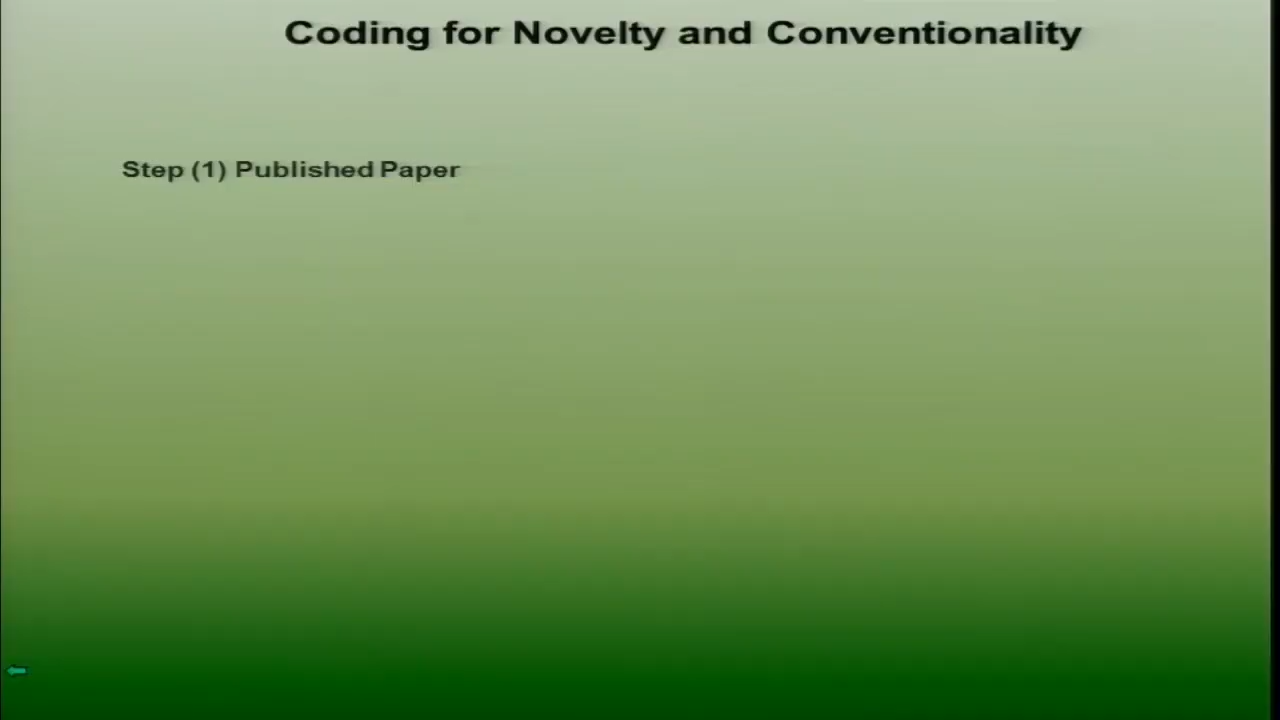 Coding for Novelty and Conventionality
Step (1) Published Paper